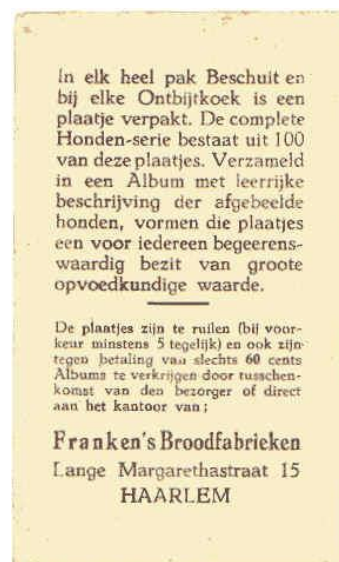 In elk heel pak Beschuit en
bij elke Ontbijtkoek is een
plaatje verpakt. De complete
Honden-serie bestaat uit 100
van deze plaatjes. Verzameld
in een Album met leerrijke
beschrijving der afgebeelde
honden, vormen die plaatjes
een voor iedereen begeerens-
waardig bezit van groote
opvoedkundige waarde.
De plaatjes zijn te ruilen (bij voor-
keur minstens 5 tegelijk) en ook zijn
tegen betaling van slechts 60 cents
Albums te verkrijgen door tusschen-
komst van den bezorger of direct
aan het kantoor van ;
Franken's Broodfabrieken
Lange Margarethastraat 15
HAARLEM